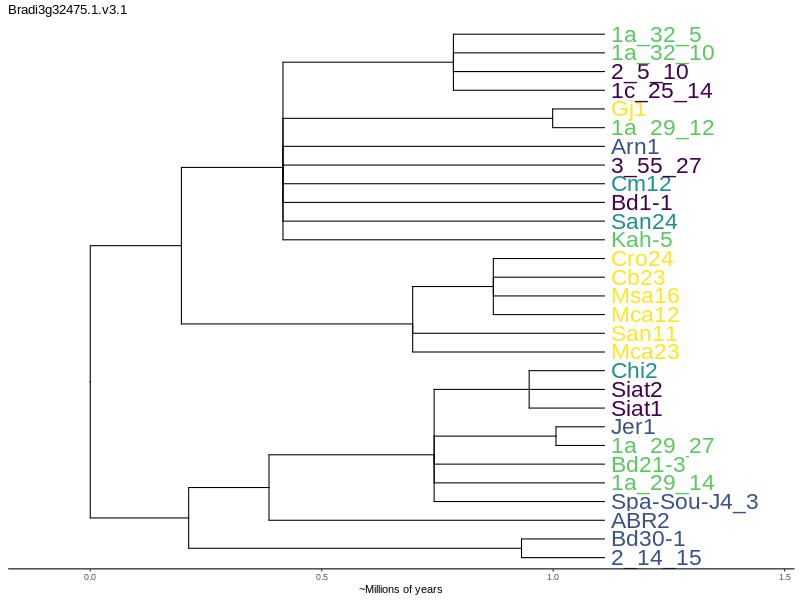 Bradi3g32475.1.v3.1
1a_32_5
1a_32_10
2_5_10
1c_25_14
Gj1
1a_29_12
Arn1
3_55_27
Cm12
Bd1-1
San24
Kah-5
Cro24
Cb23
Msa16
Mca12
San11
Mca23
Chi2
Siat2
Siat1
Jer1
1a_29_27
Bd21-3
1a_29_14
Spa-Sou-J4_3
ABR2
Bd30-1
2_14_15
0.0 0.5 1.0 1.5
~Millions of years